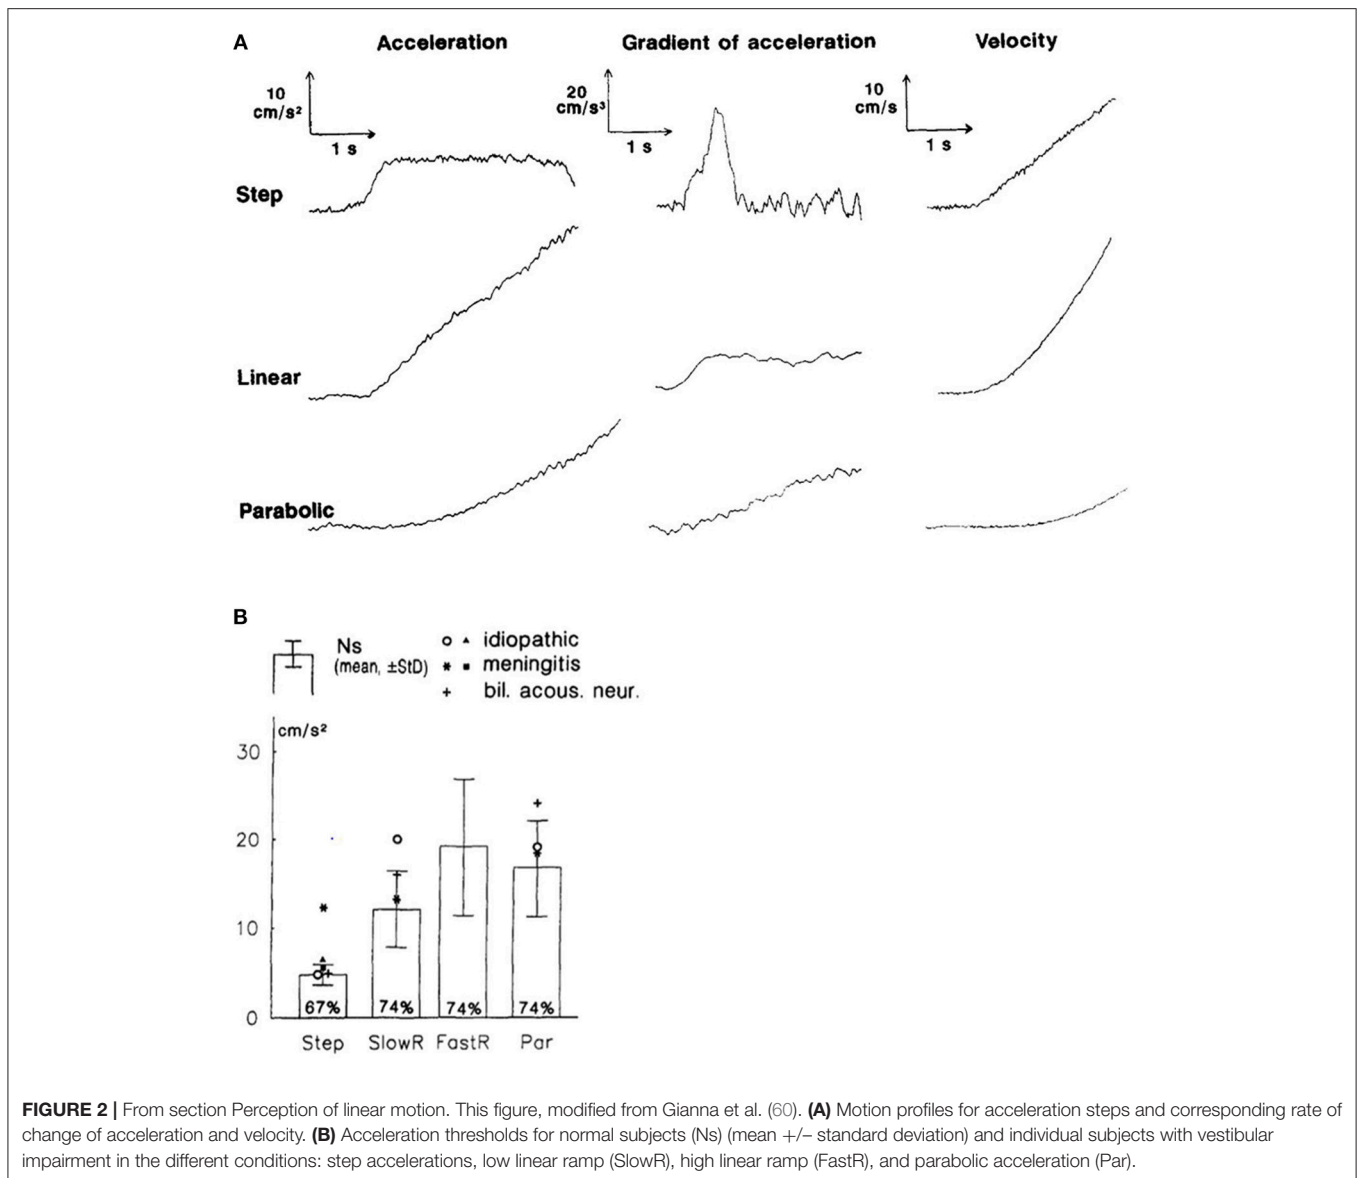 A
Acceleration
Gradient of acceleration
Velocity
10
cm/s²
1 s
20
cm/s³
1 s
10
cm/s
1 s
Step
Linear
Parabolic
B
Ns
(mean, ±StD)
idiopathic
meningitis
bil. acous. neur.
cm/s²
30
20
10
0
67%
74%
74%
74%
Step
SlowR
FastR
Par
FIGURE 2 | From section Perception of linear motion. This figure, modified from Gianna et al. (60). (A) Motion profiles for acceleration steps and corresponding rate of
change of acceleration and velocity. (B) Acceleration thresholds for normal subjects (Ns) (mean +/− standard deviation) and individual subjects with vestibular
impairment in the different conditions: step accelerations, low linear ramp (SlowR), high linear ramp (FastR), and parabolic acceleration (Par).